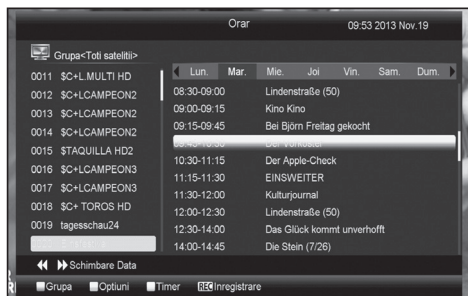 Orar
09:53 2013 Nov.19
Grupa<Toti satelitii>
Lun. Mar. Mie. Joi Vin. Sam. Dum.
0011 $C+L.MULTI HD
0012 $C+LCAMPEON2
0013 $C+LCAMPEON2
0014 $C+LCAMPEON2
0015 $TAQUILLA HD2
0016 $C+LCAMPEON3
0017 $C+LCAMPEON3
0018 $C+ TOROS HD
0019 tagesschau24
08:30-09:00 Lindenstraße (50)
09:00-09:15 Kino Kino
09:15-09:45 Bei Björn Freitag gekocht
09:45-10:30 Der Vorkoster
10:30-11:15 Der Apple-Check
11:15-11:30 EINSWEITER
11:30-12:00 Kulturjournal
12:00-12:30 Lindenstraße (50)
12:30-14:00 Das Glück kommt unverhofft
14:00-14:45 Die Stein (7/26)
Schimbare Data
Grupa Optiuni Timer REC Inregistrare